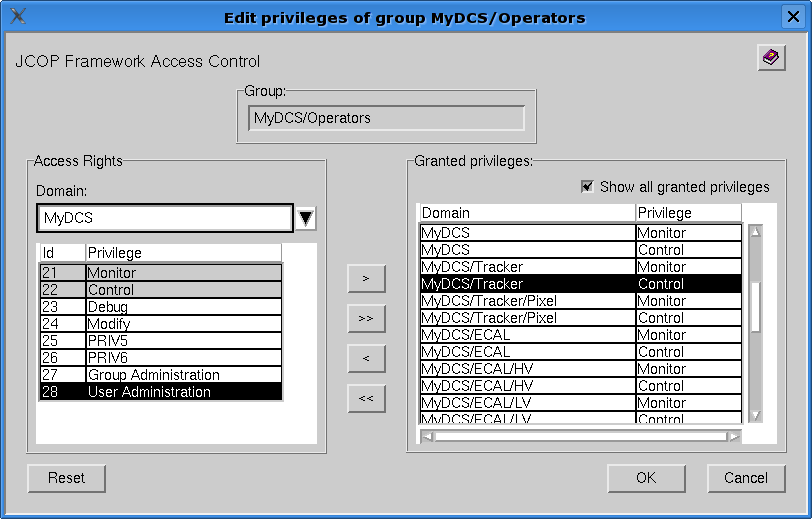 Edit privileges of group MyDCS/Operators
JCOP Framework Access Control
Group:
MyDCS/Operators
Access Rights
Domain:
MyDCS
Id Privilege
21 Monitor
22 Control
23 Debug
24 Modify
25 PRIV5
26 PRIV6
27 Group Administration
28 User Administration
>
>>
<
<<
Granted privileges:
Show all granted privileges
Domain Privilege
MyDCS Monitor
MyDCS Control
MyDCS/Tracker Monitor
MyDCS/Tracker Control
MyDCS/Tracker/Pixel Monitor
MyDCS/Tracker/Pixel Control
MyDCS/ECAL Monitor
MyDCS/ECAL Control
MyDCS/ECAL/HV Monitor
MyDCS/ECAL/HV Control
MyDCS/ECAL/LV Monitor
MyDCS/ECAL/LV Control
Reset
OK
Cancel